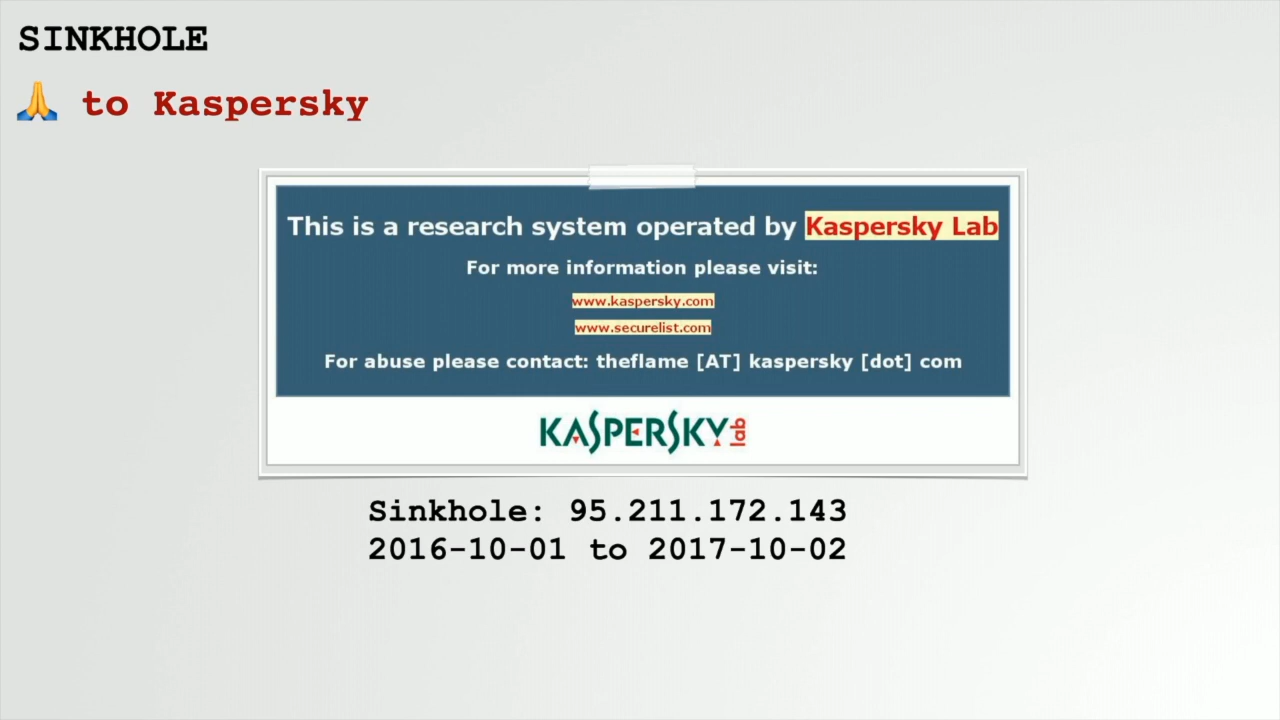 SINKHOLE
🙏 to Kaspersky
This is a research system operated by Kaspersky Lab
For more information please visit:
www.kaspersky.com
www.securelist.com
For abuse please contact: theflame [AT] kaspersky [dot] com
KASPERSKY lab
Sinkhole: 95.211.172.143
2016-10-01 to 2017-10-02